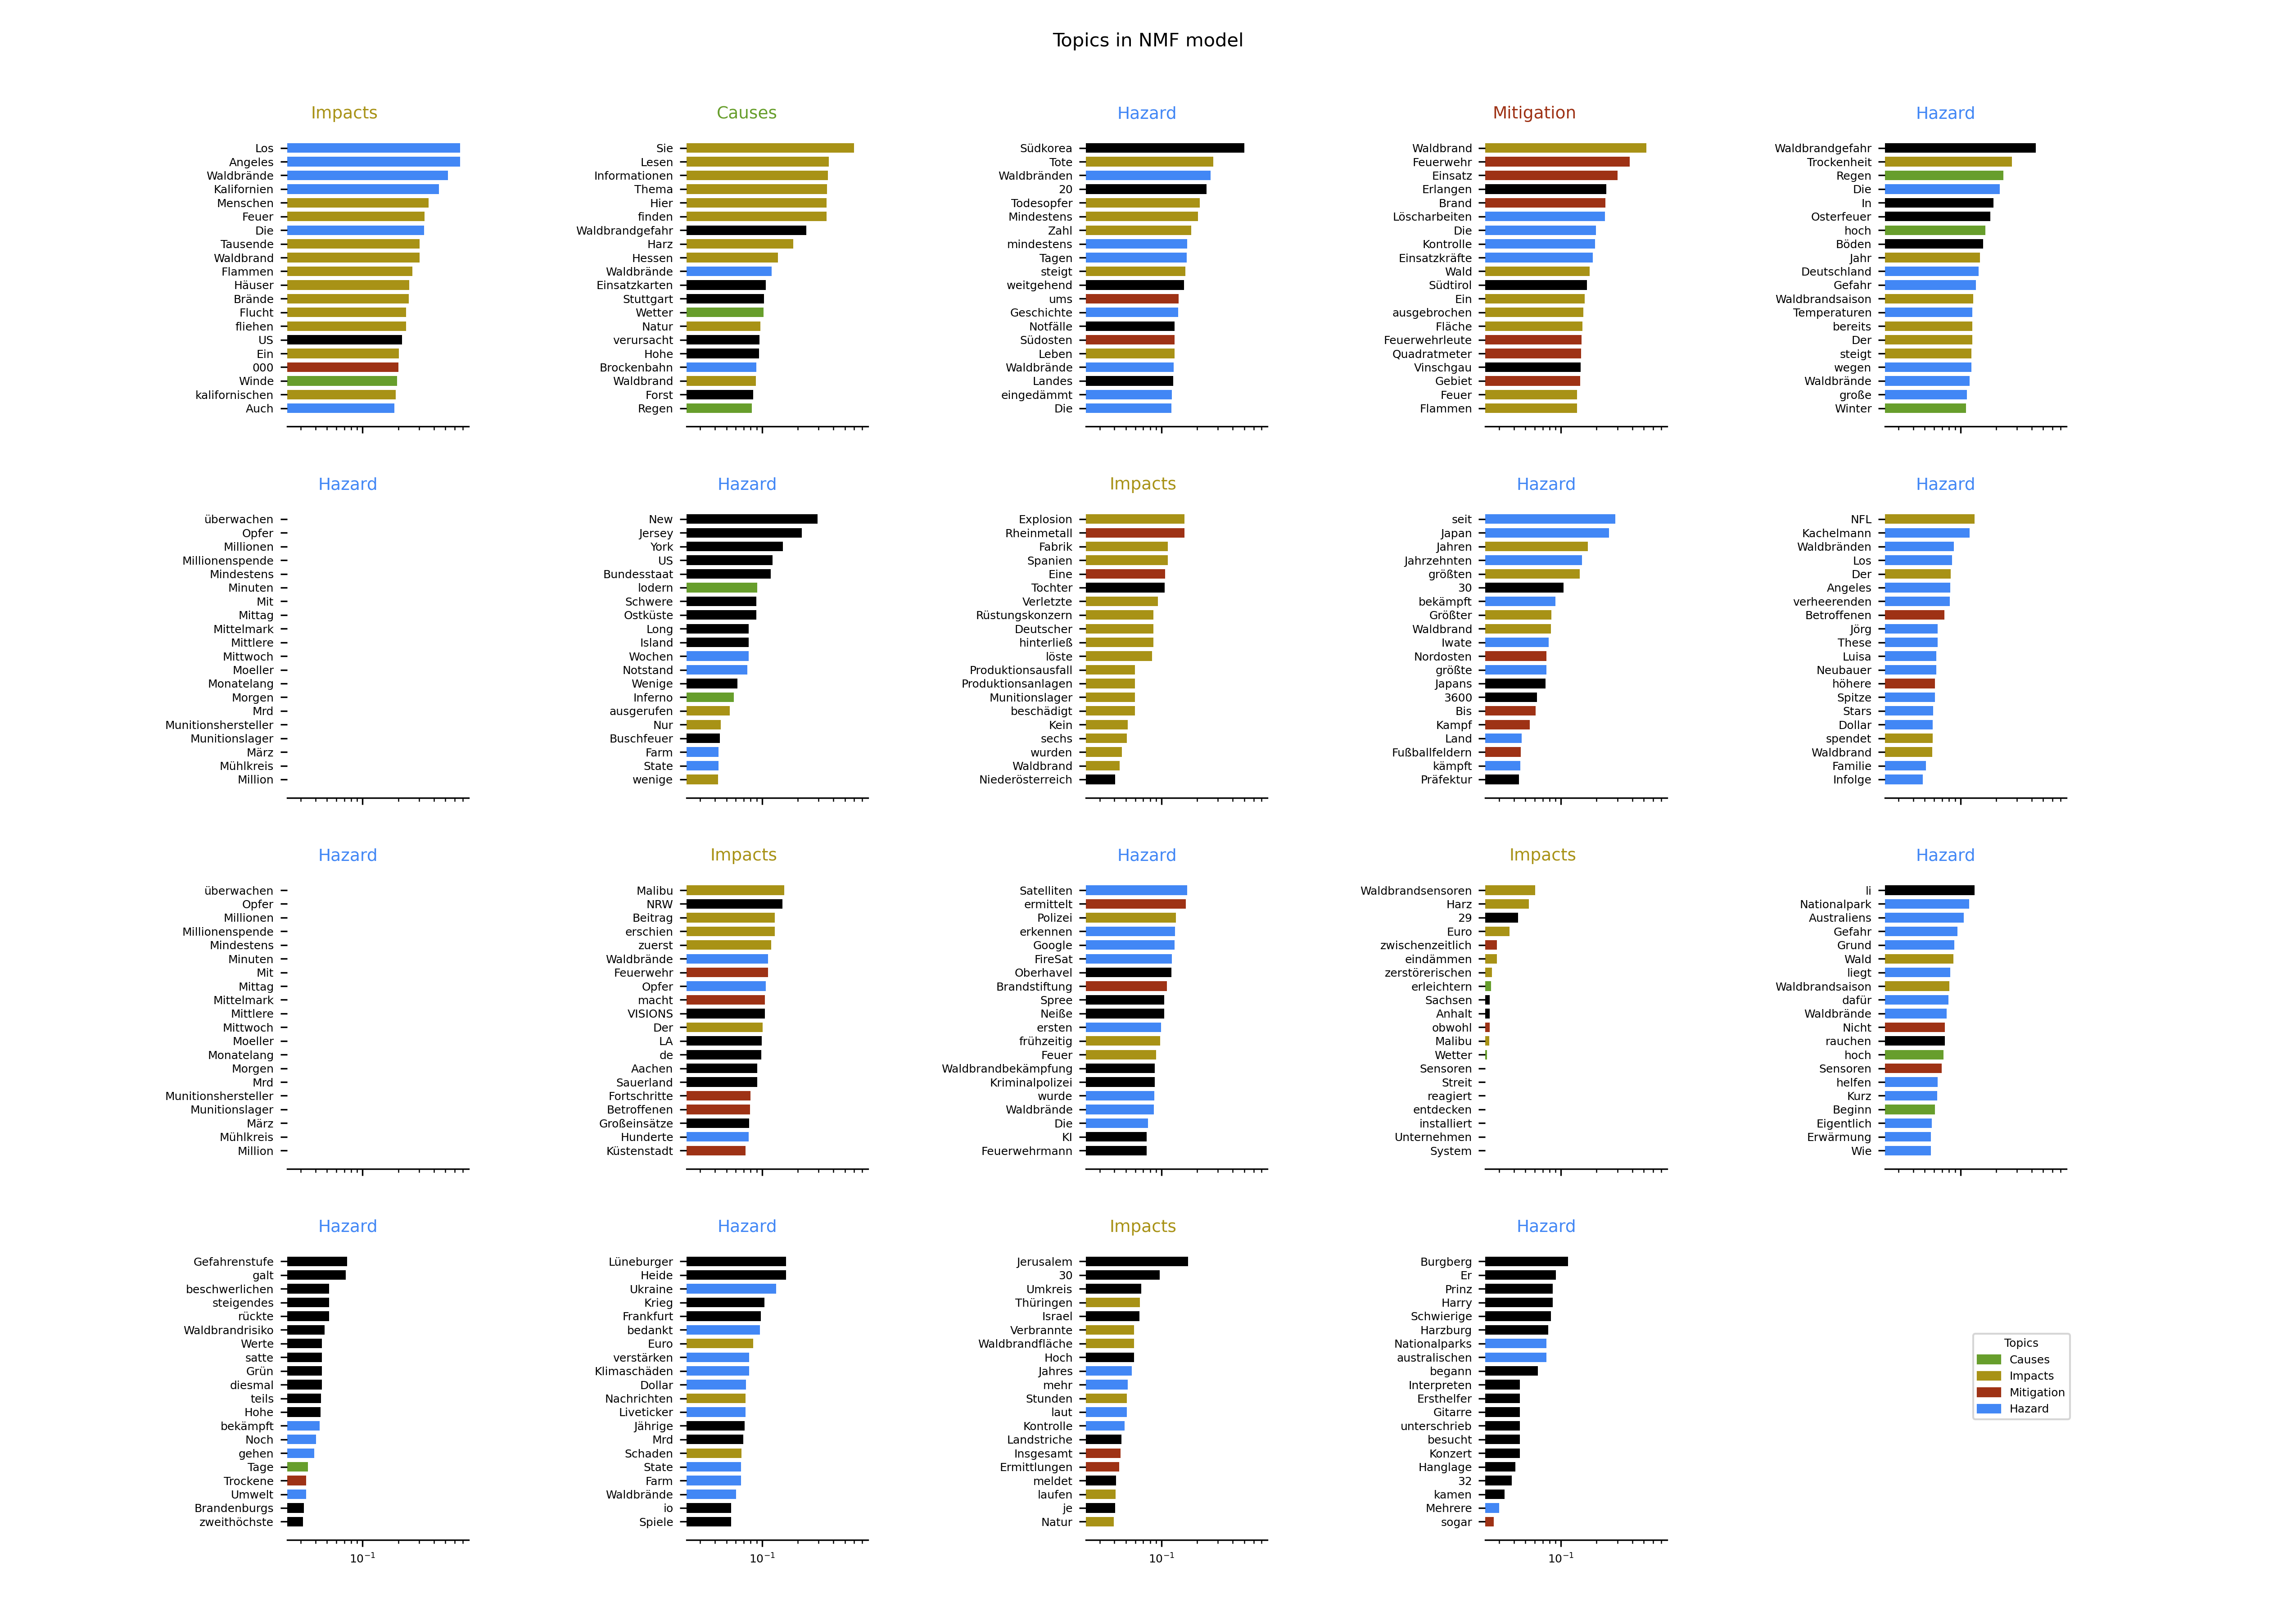 Topics in NMF model
Impacts
Los
Angeles
Waldbrände
Kalifornien
Menschen
Feuer
Die
Tausende
Waldbrand
Flammen
Häuser
Brände
Flucht
fliehen
US
Ein
000
Winde
kalifornischen
Auch
Causes
Sie
Lesen
Informationen
Thema
Hier
finden
Waldbrandgefahr
Harz
Hessen
Waldbrände
Einsatzkarten
Stuttgart
Wetter
Natur
verursacht
Hohe
Brockenbahn
Waldbrand
Forst
Regen
Hazard
Südkorea
Tote
Waldbränden
20
Todesopfer
Mindestens
Zahl
mindestens
Tagen
steigt
weitgehend
ums
Geschichte
Notfälle
Südosten
Leben
Waldbrände
Landes
eingedämmt
Die
Mitigation
Waldbrand
Feuerwehr
Einsatz
Erlangen
Brand
Löscharbeiten
Die
Kontrolle
Einsatzkräfte
Wald
Südtirol
Ein
ausgebrochen
Fläche
Feuerwehrleute
Quadratmeter
Vinschgau
Gebiet
Feuer
Flammen
Hazard
Waldbrandgefahr
Trockenheit
Regen
Die
In
Osterfeuer
hoch
Böden
Jahr
Deutschland
Gefahr
Waldbrandsaison
Temperaturen
bereits
Der
steigt
wegen
Waldbrände
große
Winter
Hazard
überwachen
Opfer
Millionen
Millionenspende
Mindestens
Minuten
Mit
Mittag
Mittelmark
Mittlere
Mittwoch
Moeller
Monatelang
Morgen
Mrd
Munitionshersteller
Munitionslager
März
Mühlkreis
Million
Hazard
New
Jersey
York
US
Bundesstaat
lodern
Schwere
Ostküste
Long
Island
Wochen
Notstand
Wenige
Inferno
ausgerufen
Nur
Buschfeuer
Farm
State
wenige
Impacts
Explosion
Rheinmetall
Fabrik
Spanien
Eine
Tochter
Verletzte
Rüstungskonzern
Deutscher
hinterließ
löste
Produktionsausfall
Produktionsanlagen
Munitionslager
beschädigt
Kein
sechs
wurden
Waldbrand
Niederösterreich
Hazard
seit
Japan
Jahren
Jahrzehnten
größten
30
bekämpft
Größter
Waldbrand
Iwate
Nordosten
größte
Japans
3600
Bis
Kampf
Land
Fußballfeldern
kämpft
Präfektur
Hazard
NFL
Kachelmann
Waldbränden
Los
Der
Angeles
verheerenden
Betroffenen
Jörg
These
Luisa
Neubauer
höhere
Spitze
Stars
Dollar
spendet
Waldbrand
Familie
Infolge
Hazard
überwachen
Opfer
Millionen
Millionenspende
Mindestens
Minuten
Mit
Mittag
Mittelmark
Mittlere
Mittwoch
Moeller
Monatelang
Morgen
Mrd
Munitionshersteller
Munitionslager
März
Mühlkreis
Million
Impacts
Malibu
NRW
Beitrag
erschien
zuerst
Waldbrände
Feuerwehr
Opfer
macht
VISIONS
Der
LA
de
Aachen
Sauerland
Fortschritte
Betroffenen
Großeinsätze
Hunderte
Küstenstadt
Hazard
Satelliten
ermittelt
Polizei
erkennen
Google
FireSat
Oberhavel
Brandstiftung
Spree
Neiße
ersten
frühzeitig
Feuer
Waldbrandbekämpfung
Kriminalpolizei
wurde
Waldbrände
Die
KI
Feuerwehrmann
Impacts
Waldbrandsensoren
Harz
29
Euro
zwischenzeitlich
eindämmen
zerstörerischen
erleichtern
Sachsen
Anhalt
obwohl
Malibu
Wetter
Sensoren
Streit
reagiert
entdecken
installiert
Unternehmen
System
Hazard
li
Nationalpark
Australiens
Gefahr
Grund
Wald
liegt
Waldbrandsaison
dafür
Waldbrände
Nicht
rauchen
hoch
Sensoren
helfen
Kurz
Beginn
Eigentlich
Erwärmung
Wie
Hazard
Gefahrenstufe
galt
beschwerlichen
steigendes
rückte
Waldbrandrisiko
Werte
satte
Grün
diesmal
teils
Hohe
bekämpft
Noch
gehen
Tage
Trockene
Umwelt
Brandenburgs
zweithöchste
10⁻¹
Hazard
Lüneburger
Heide
Ukraine
Krieg
Frankfurt
bedankt
Euro
verstärken
Klimaschäden
Dollar
Nachrichten
Liveticker
Jährige
Mrd
Schaden
State
Farm
Waldbrände
io
Spiele
10⁻¹
Impacts
Jerusalem
30
Umkreis
Thüringen
Israel
Verbrannte
Waldbrandfläche
Hoch
Jahres
mehr
Stunden
laut
Kontrolle
Landstriche
Insgesamt
Ermittlungen
meldet
laufen
je
Natur
10⁻¹
Hazard
Burgberg
Er
Prinz
Harry
Schwierige
Harzburg
Nationalparks
australischen
begann
Interpreten
Ersthelfer
Gitarre
unterschrieb
besucht
Konzert
Hanglage
32
kamen
Mehrere
sogar
10⁻¹
Topics
Causes
Impacts
Mitigation
Hazard